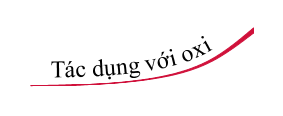 Tác dụng với oxi